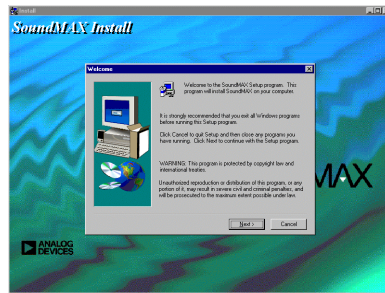 Install
SoundMAX Install
Welcome
Welcome to the SoundMAX Setup program. This
program will install SoundMAX on your computer.
It is strongly recommended that you exit all Windows programs
before running this Setup program.
Click Cancel to quit Setup and then close any programs you
have running. Click Next to continue with the Setup program.
WARNING: This program is protected by copyright law and
international treaties.
Unauthorized reproduction or distribution of this program, or any
portion of it, may result in severe civil and criminal penalties, and
will be prosecuted to the maximum extent possible under law.
MAX
Next >
Cancel
ANALOG
DEVICES